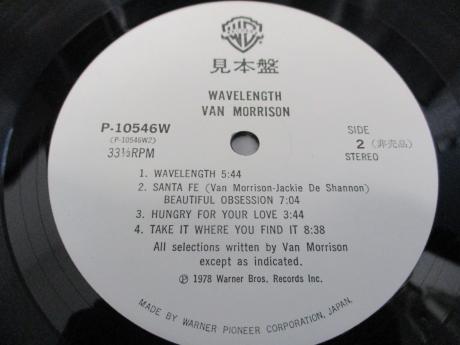 見本盤
WAVELENGTH
VAN MORRISON
P-10546W
(P-10546W2)
33⅓RPM
SIDE
2 (非売品)
STEREO
1. WAVELENGTH 5:44
2. SANTA FE (Van Morrison-Jackie De Shannon)
BEAUTIFUL OBSESSION 7:04
3. HUNGRY FOR YOUR LOVE 3:44
4. TAKE IT WHERE YOU FIND IT 8:38
All selections written by Van Morrison
except as indicated.
℗ 1978 Warner Bros. Records Inc.
MADE BY WARNER PIONEER CORPORATION, JAPAN.